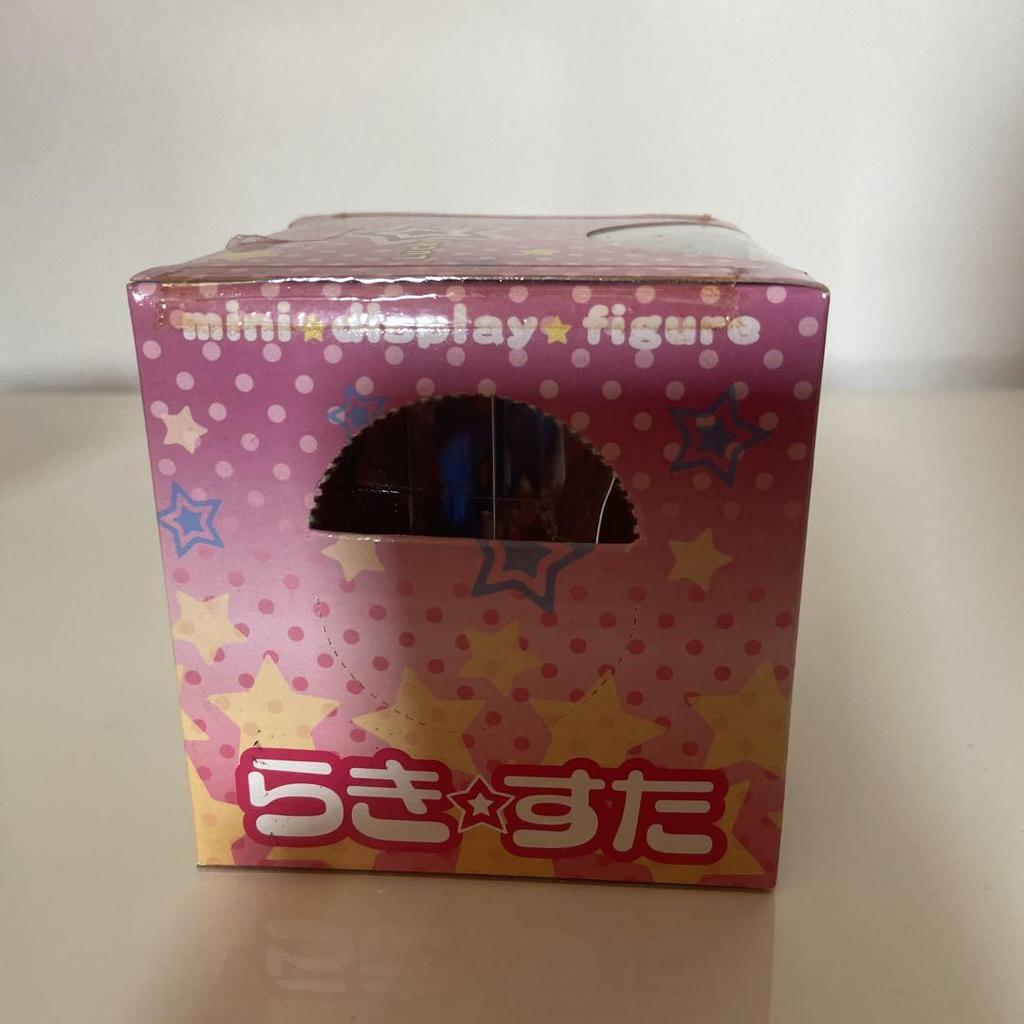 mini★display★figure
らき☆すた